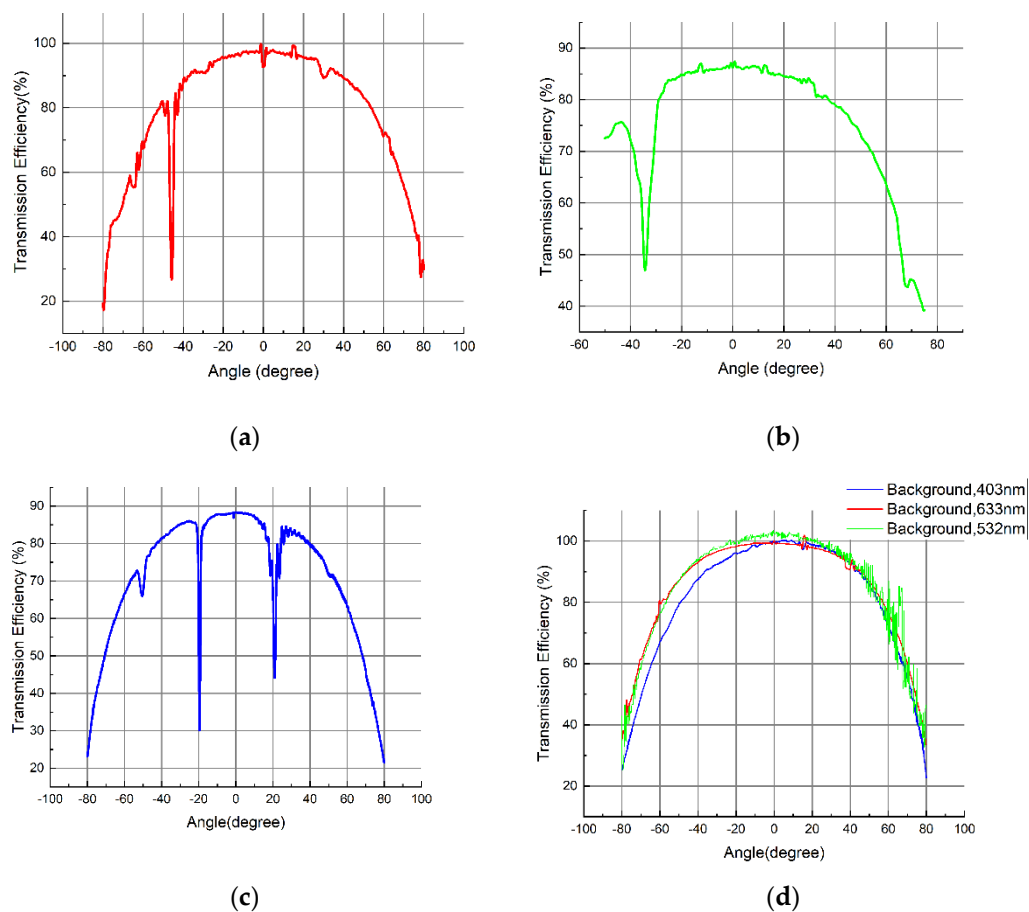 100
80
60
40
20
Transmission Efficiency(%)
-100 -80 -60 -40 -20 0 20 40 60 80 100
Angle (degree)
(a)
90
80
70
60
50
40
Transmission Efficiency (%)
-60 -40 -20 0 20 40 60 80
Angle (degree)
(b)
90
80
70
60
50
40
30
20
Transmission Efficiency (%)
-100 -80 -60 -40 -20 0 20 40 60 80 100
Angle(degree)
(c)
Background,403nm
Background,633nm
Background,532nm
100
80
60
40
20
Transmission Efficiency (%)
-100 -80 -60 -40 -20 0 20 40 60 80 100
Angle(degree)
(d)